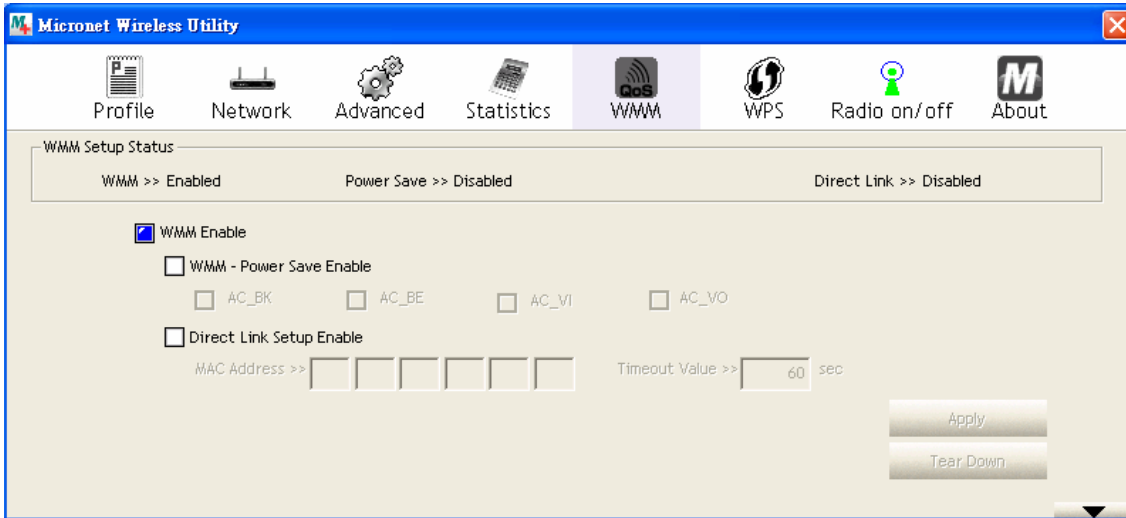 Micronet Wireless Utility
Profile Network Advanced Statistics WMM WPS Radio on/off About
QoS
WMM Setup Status
WMM >> Enabled Power Save >> Disabled Direct Link >> Disabled
WMM Enable
WMM - Power Save Enable
AC_BK AC_BE AC_VI AC_VO
Direct Link Setup Enable
MAC Address >> Timeout Value >> 60 sec
Apply
Tear Down